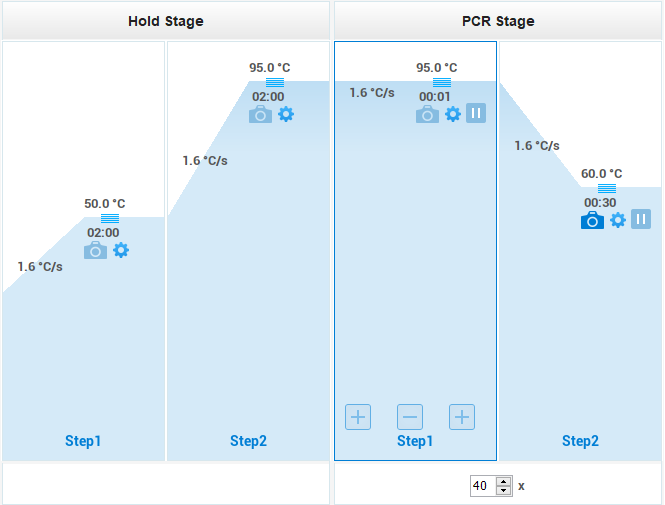 Hold Stage
PCR Stage
50.0 °C
02:00
1.6 °C/s
Step1
95.0 °C
02:00
1.6 °C/s
Step2
95.0 °C
00:01
1.6 °C/s
Step1
60.0 °C
00:30
1.6 °C/s
Step2
40 x